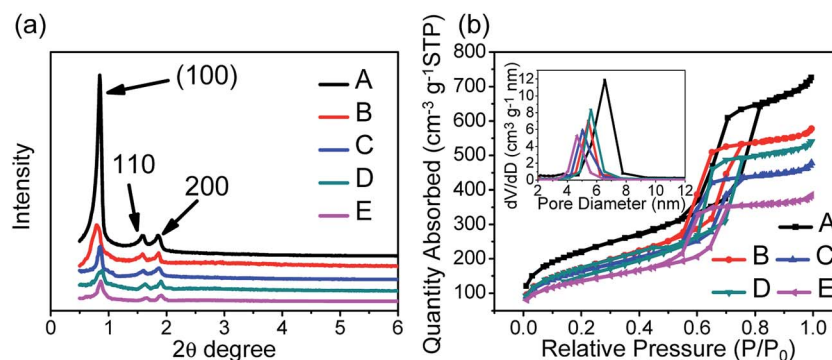 (a)
(100)
110
200
A
B
C
D
E
Intensity
0 1 2 3 4 5 6
2θ degree
(b)
800
700
600
500
400
300
200
100
Quantity Absorbed (cm⁻³ g⁻¹STP)
12
10
8
6
4
2
0
dV/dD (cm3 g-1 nm)
2 4 6 8 10 12
Pore Diameter (nm)
A
B C
D E
0.0 0.2 0.4 0.6 0.8 1.0
Relative Pressure (P/P₀)